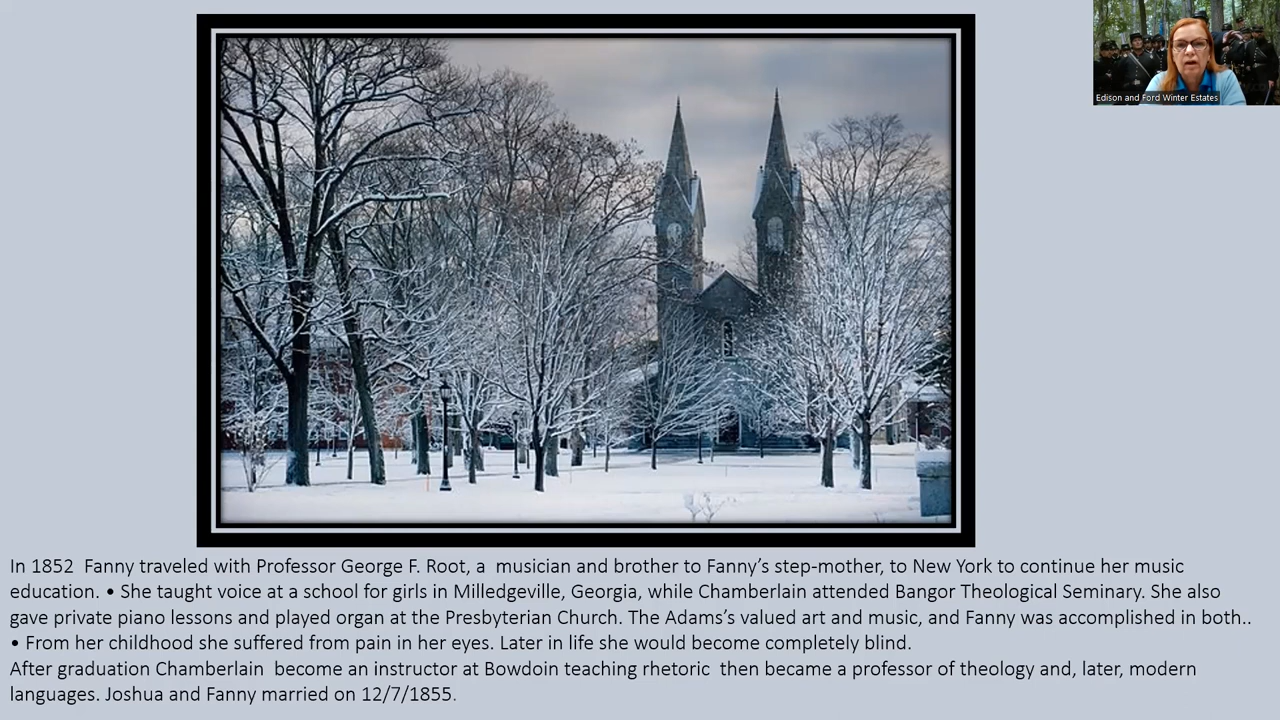 Edison and Ford Winter Estates
In 1852  Fanny traveled with Professor George F. Root, a  musician and brother to Fanny's step-mother, to New York to continue her music
education. • She taught voice at a school for girls in Milledgeville, Georgia, while Chamberlain attended Bangor Theological Seminary. She also
gave private piano lessons and played organ at the Presbyterian Church. The Adams's valued art and music, and Fanny was accomplished in both..
• From her childhood she suffered from pain in her eyes. Later in life she would become completely blind.
After graduation Chamberlain  become an instructor at Bowdoin teaching rhetoric  then became a professor of theology and, later, modern
languages. Joshua and Fanny married on 12/7/1855.